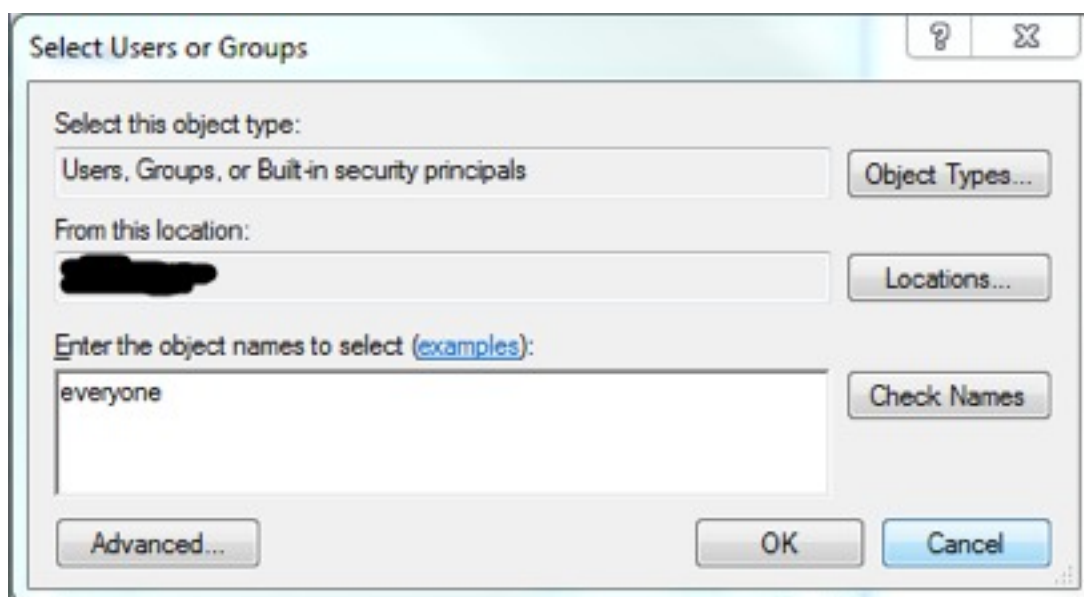 Select Users or Groups
Select this object type:
Users, Groups, or Built-in security principals
Object Types...
From this location:
Locations...
Enter the object names to select (examples):
everyone
Check Names
Advanced...
OK
Cancel